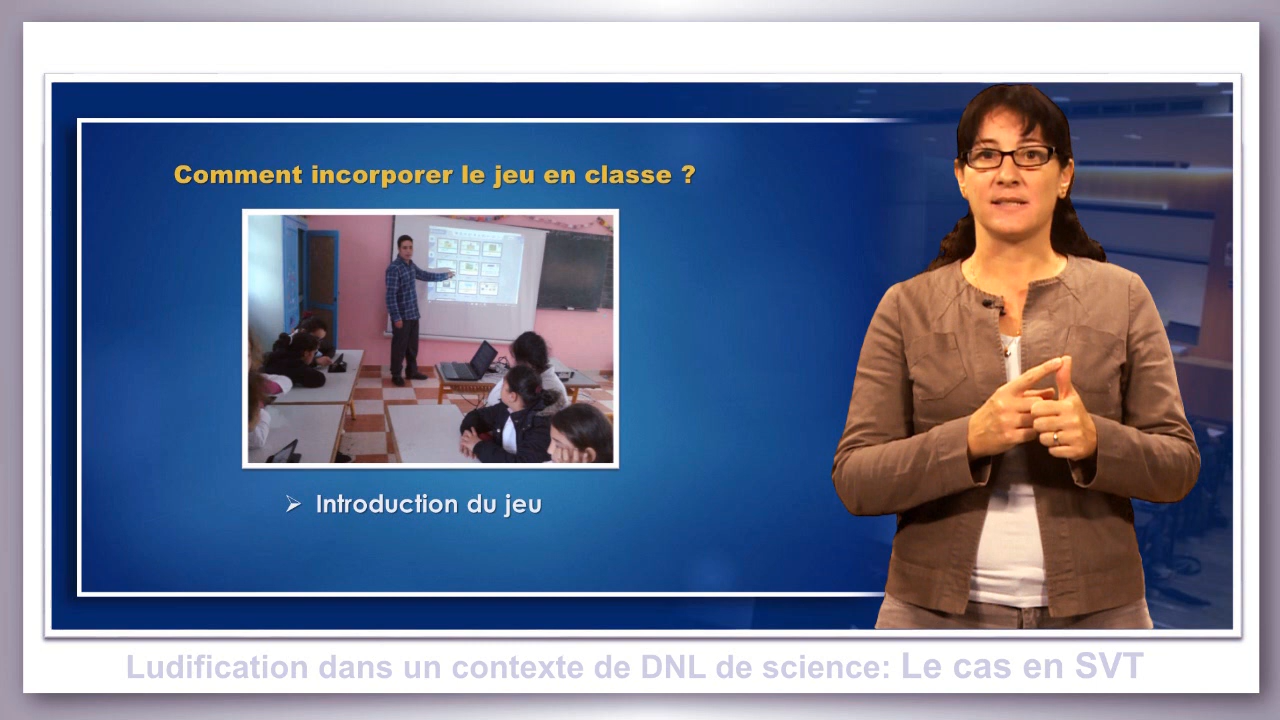 Comment incorporer le jeu en classe ?
➢ Introduction du jeu
Ludification dans un contexte de DNL de science: Le cas en SVT